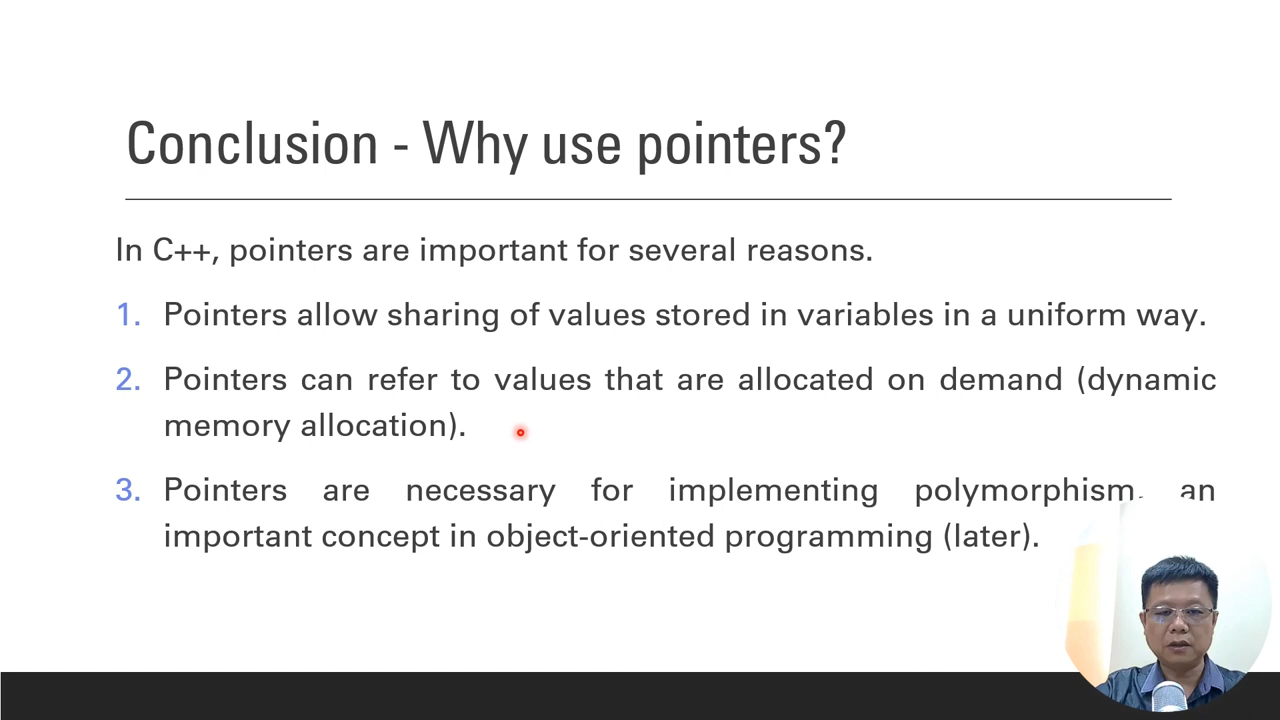 Conclusion - Why use pointers?
In C++, pointers are important for several reasons.
1. Pointers allow sharing of values stored in variables in a uniform way.
2. Pointers can refer to values that are allocated on demand (dynamic
memory allocation).
3. Pointers are necessary for implementing polymorphism, an
important concept in object-oriented programming (later).